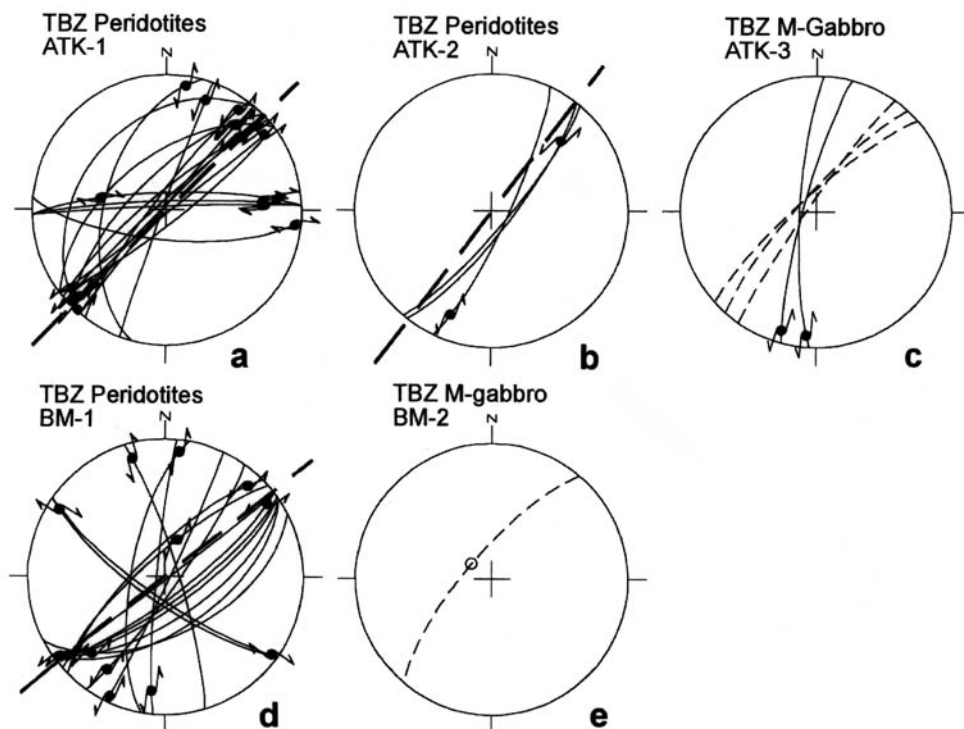 TBZ Peridotites
ATK-1
N
a
TBZ Peridotites
ATK-2
N
b
TBZ M-Gabbro
ATK-3
N
c
TBZ Peridotites
BM-1
N
d
TBZ M-gabbro
BM-2
N
e